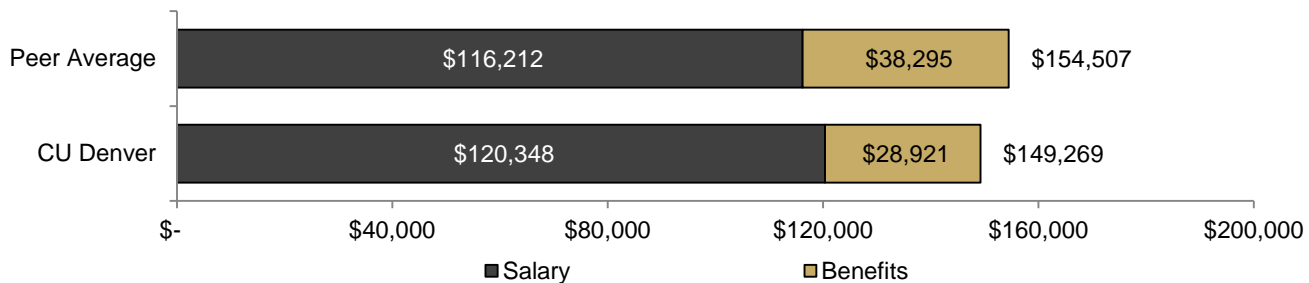 Peer Average $116,212 $38,295 $154,507
CU Denver $120,348 $28,921 $149,269
$- $40,000 $80,000 $120,000 $160,000 $200,000
Salary Benefits